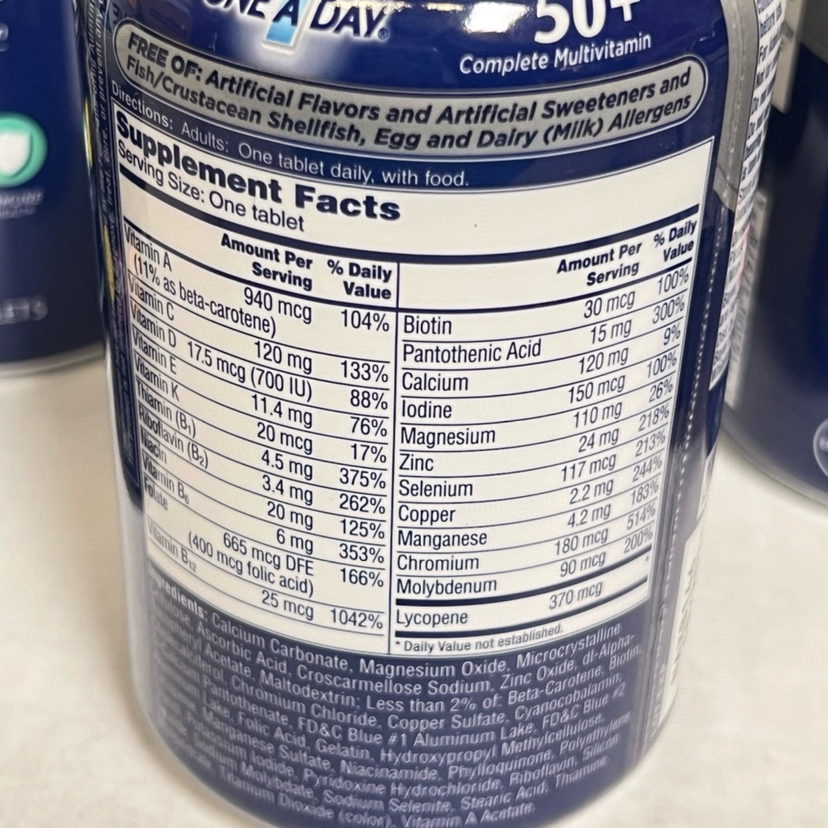 ONE A DAY
50+
Complete Multivitamin
FREE OF: Artificial Flavors and Artificial Sweeteners and
Fish/Crustacean Shellfish, Egg and Dairy (Milk) Allergens
Directions: Adults: One tablet daily, with food.
Supplement Facts
Serving Size: One tablet
Amount Per Serving % Daily Value
Vitamin A 940 mcg 104%
(11% as beta-carotene)
Vitamin C 120 mg 133%
Vitamin D 17.5 mcg (700 IU) 88%
Vitamin E 11.4 mg 76%
Vitamin K 20 mcg 17%
Thiamin (B1) 4.5 mg 375%
Riboflavin (B2) 3.4 mg 262%
Niacin 20 mg 125%
Vitamin B6 6 mg 353%
Folate 665 mcg DFE 166%
(400 mcg folic acid)
Vitamin B12 25 mcg 1042%
Amount Per Serving % Daily Value
Biotin 30 mcg 100%
Pantothenic Acid 15 mg 300%
Calcium 120 mg 9%
Iodine 150 mcg 100%
Magnesium 110 mg 26%
Zinc 24 mg 218%
Selenium 117 mcg 213%
Copper 2.2 mg 244%
Manganese 4.2 mg 183%
Chromium 180 mcg 514%
Molybdenum 90 mcg 200%
Lycopene 370 mcg *
* Daily Value not established.
Ingredients: Calcium Carbonate, Magnesium Oxide, Microcrystalline
Ascorbic Acid, Croscarmellose Sodium, Zinc Oxide, dl-Alpha-
Acetate, Maltodextrin; Less than 2% of: Beta-Carotene, Biotin,
Chromium Chloride, Copper Sulfate, Cyanocobalamin,
Pantothenate, FD&C Blue #1 Aluminum Lake, FD&C Blue #2
Lake, Folic Acid, Gelatin, Hydroxypropyl Methylcellulose,
Manganese Sulfate, Niacinamide, Phylloquinone, Polyethylene
Iodide, Pyridoxine Hydrochloride, Riboflavin, Silicon
Sodium Molybdate, Sodium Selenite, Stearic Acid, Thiamine
Titanium Dioxide (color), Vitamin A Acetate.